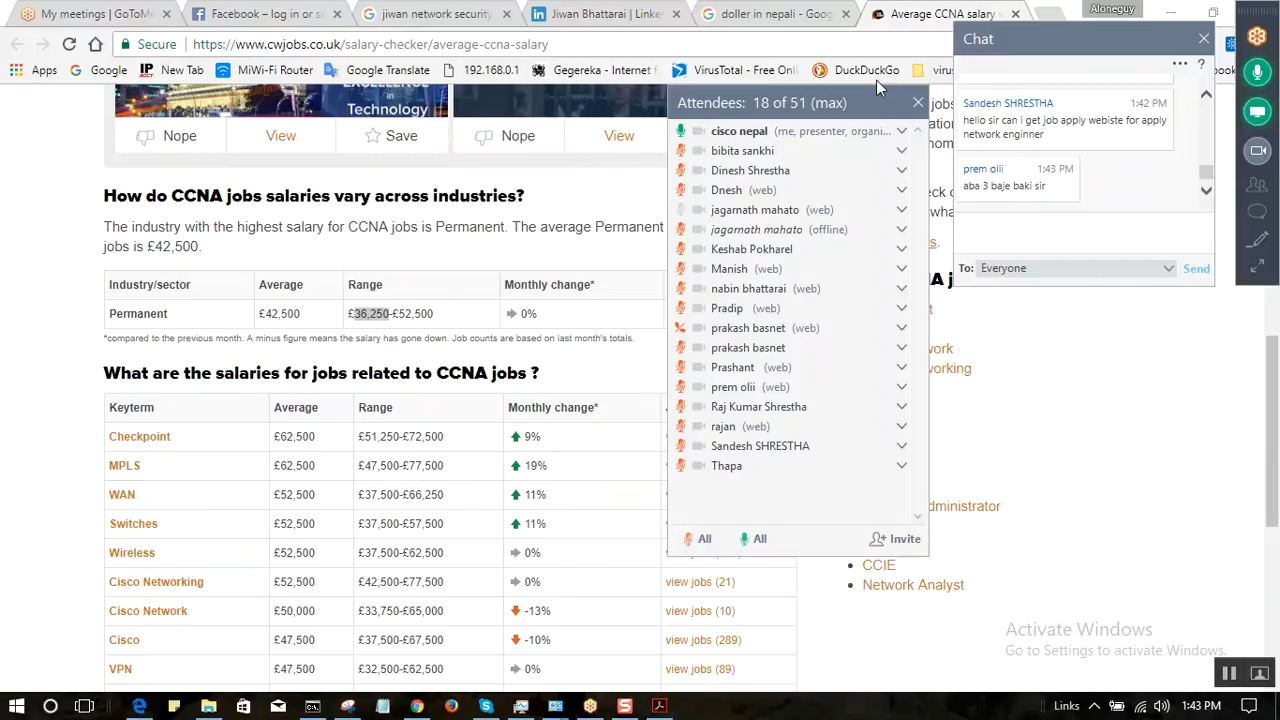 My meetings | GoToMe
Facebook – log in or s
jiwan network security
Jiwan Bhattarai | Linke
doller in nepali - Goog
Average CCNA salary
Aloneguy
Secure
https://www.cwjobs.co.uk/salary-checker/average-ccna-salary
Apps
Google
IP ACCT
New Tab
MiWi-Fi Router
Google Translate
192.168.0.1
Gegereka - Internet f
VirusTotal - Free Onli
DuckDuckGo
virus
EXCELLENCE
in
Technology
Nope
View
Save
Nope
View
How do CCNA jobs salaries vary across industries?
The industry with the highest salary for CCNA jobs is Permanent. The average Permanent
jobs is £42,500.
Industry/sector Average Range Monthly change*
Permanent £42,500 £36,250-£52,500 0%
*compared to the previous month. A minus figure means the salary has gone down. Job counts are based on last month's totals.
What are the salaries for jobs related to CCNA jobs ?
Keyterm Average Range Monthly change*
Checkpoint £62,500 £51,250-£72,500 9%
MPLS £62,500 £47,500-£77,500 19%
WAN £52,500 £37,500-£66,250 11%
Switches £52,500 £37,500-£57,500 11%
Wireless £52,500 £37,500-£62,500 0%
Cisco Networking £52,500 £42,500-£77,500 0% view jobs (21)
Cisco Network £50,000 £33,750-£65,000 -13% view jobs (10)
Cisco £47,500 £37,500-£67,500 -10% view jobs (289)
VPN £47,500 £32,500-£62,500 0% view jobs (89)
Attendees: 18 of 51 (max)
cisco nepal (me, presenter, organi...
bibita sankhi
Dinesh Shrestha
Dnesh (web)
jagarnath mahato (web)
jagarnath mahato (offline)
Keshab Pokharel
Manish (web)
nabin bhattarai (web)
Pradip (web)
prakash basnet (web)
prakash basnet
Prashant (web)
prem olii (web)
Raj Kumar Shrestha
rajan (web)
Sandesh SHRESTHA
Thapa
All
All
Invite
Chat
Sandesh SHRESTHA 1:42 PM
hello sir can i get job apply webiste for apply
network enginner
prem olii 1:43 PM
aba 3 baje baki sir
To: Everyone
Send
work
working
dministrator
CCIE
Network Analyst
Activate Windows
Go to Settings to activate Windows.
Links
1:43 PM